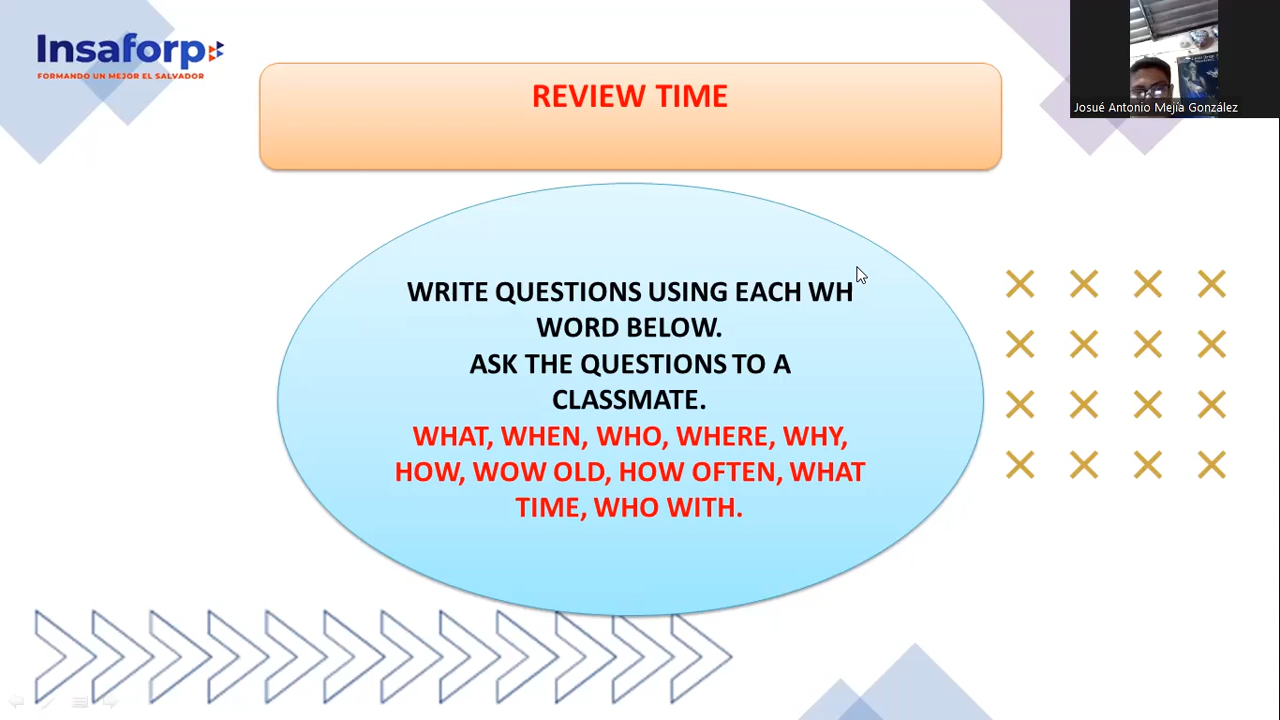 Insaforp
FORMANDO UN MEJOR EL SALVADOR
REVIEW TIME
Josué Antonio Mejía González
WRITE QUESTIONS USING EACH WH
WORD BELOW.
ASK THE QUESTIONS TO A
CLASSMATE.
WHAT, WHEN, WHO, WHERE, WHY,
HOW, WOW OLD, HOW OFTEN, WHAT
TIME, WHO WITH.